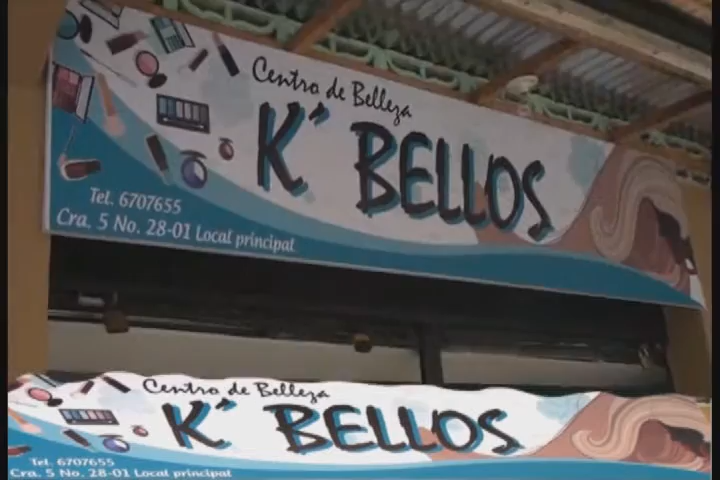 Centro de Belleza
K´ BELLOS
Tel. 6707655
Cra. 5 No. 28-01 Local principal
Centro de Belleza
K´ BELLOS
Tel. 6707655
Cra. 5 No. 28-01 Local principal